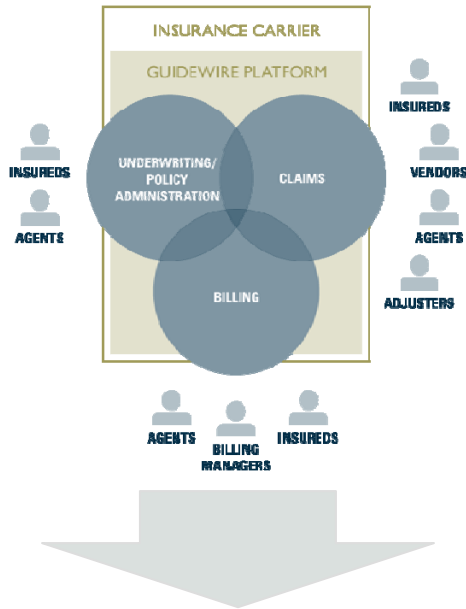 INSURANCE CARRIER
GUIDEWIRE PLATFORM
INSUREDS
INSUREDS
UNDERWRITING/
POLICY
ADMINISTRATION
CLAIMS
VENDORS
AGENTS
AGENTS
ADJUSTERS
BILLING
AGENTS
BILLING
MANAGERS
INSUREDS